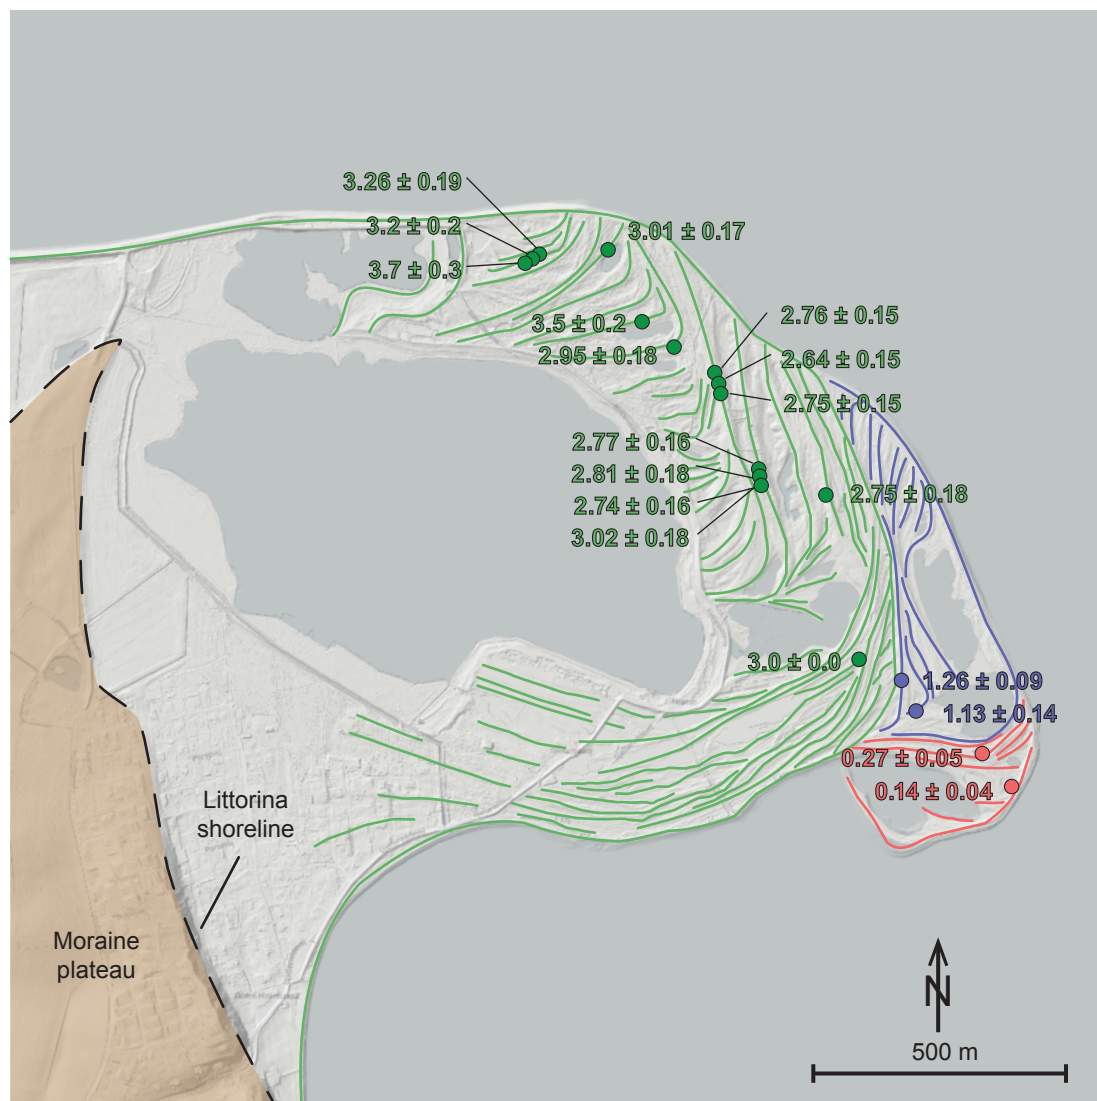 3.26 ± 0.19
3.2 ± 0.2
3.01 ± 0.17
3.7 ± 0.3
2.76 ± 0.15
3.5 ± 0.2
2.95 ± 0.18
2.64 ± 0.15
2.75 ± 0.15
2.77 ± 0.16
2.81 ± 0.18
2.75 ± 0.18
2.74 ± 0.16
3.02 ± 0.18
3.0 ± 0.0
1.26 ± 0.09
1.13 ± 0.14
0.27 ± 0.05
0.14 ± 0.04
Littorina
shoreline
Moraine
plateau
N
500 m